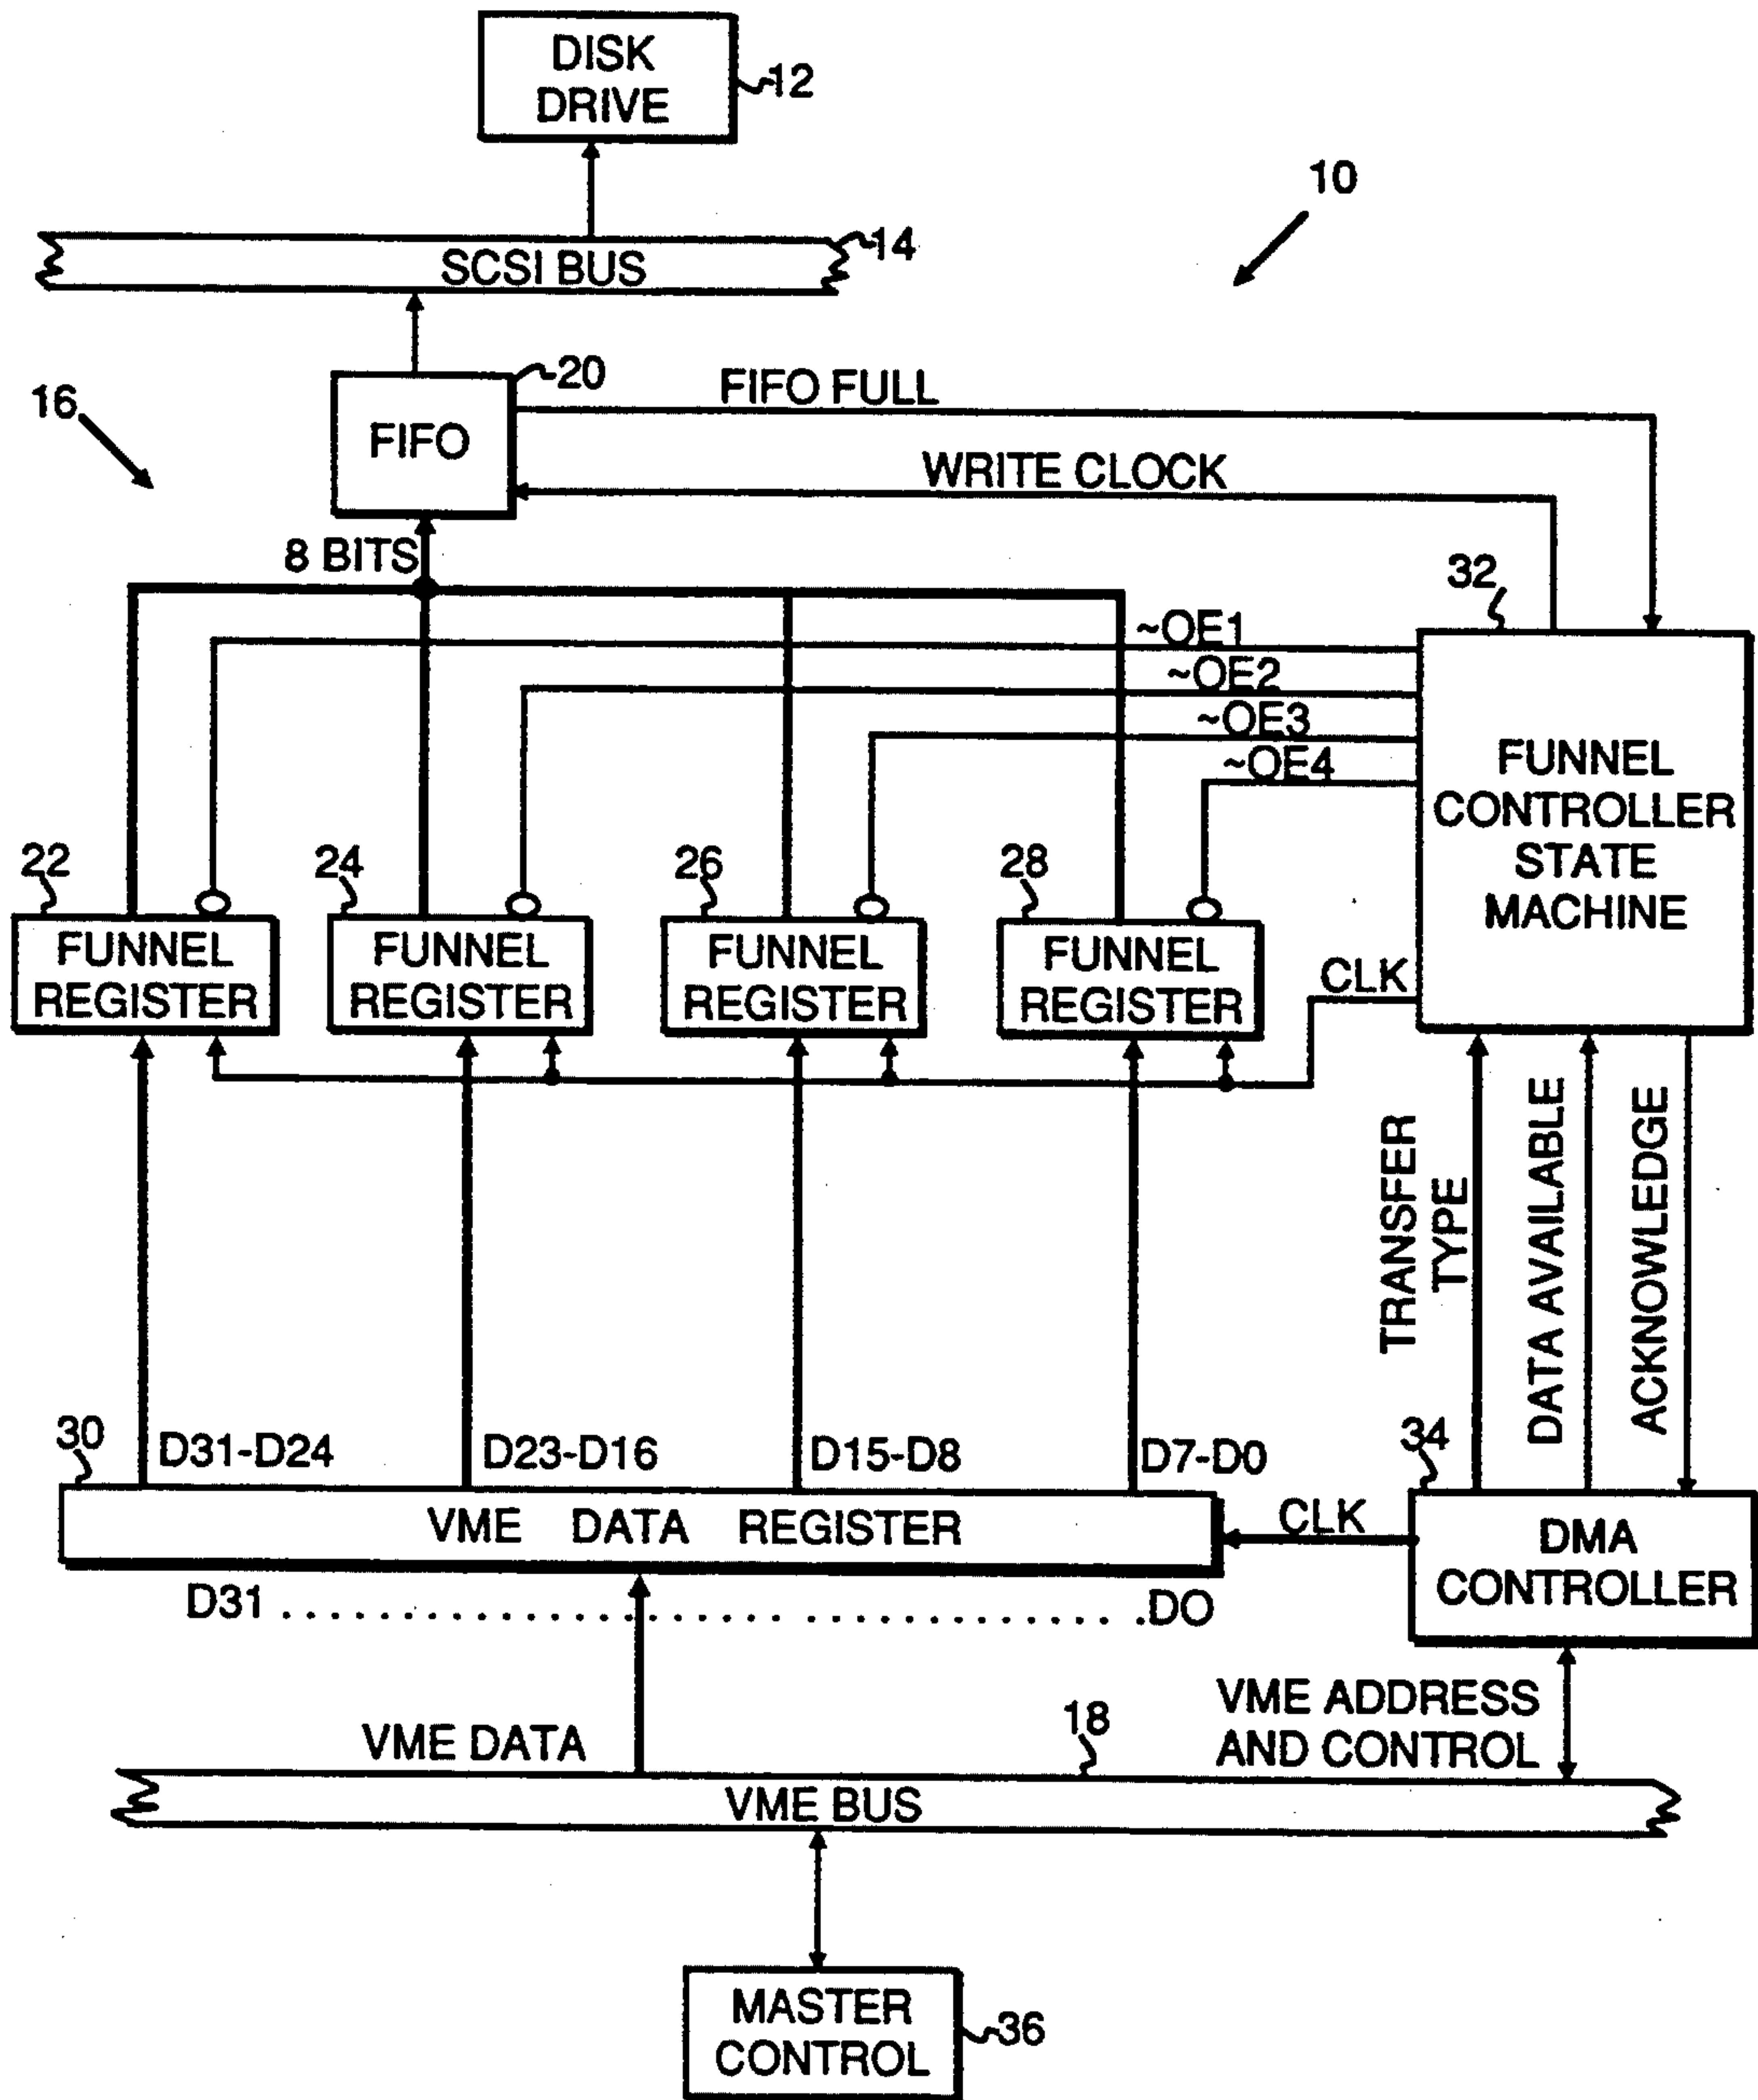 DISK
DRIVE
12
10
SCSI BUS
14
16
20
FIFO
FIFO FULL
WRITE CLOCK
8 BITS
32
~OE1
~OE2
~OE3
~OE4
FUNNEL
CONTROLLER
STATE
MACHINE
22
24
26
28
FUNNEL
REGISTER
FUNNEL
REGISTER
FUNNEL
REGISTER
FUNNEL
REGISTER
CLK
TRANSFER
TYPE
DATA AVAILABLE
ACKNOWLEDGE
30
D31-D24
D23-D16
D15-D8
D7-D0
34
VME DATA REGISTER
CLK
DMA
CONTROLLER
D31 . . . . . . . . . . . . . . . . . . . . . . . . . . . . . . . . . . . DO
VME DATA
18
VME ADDRESS
AND CONTROL
VME BUS
MASTER
CONTROL
36